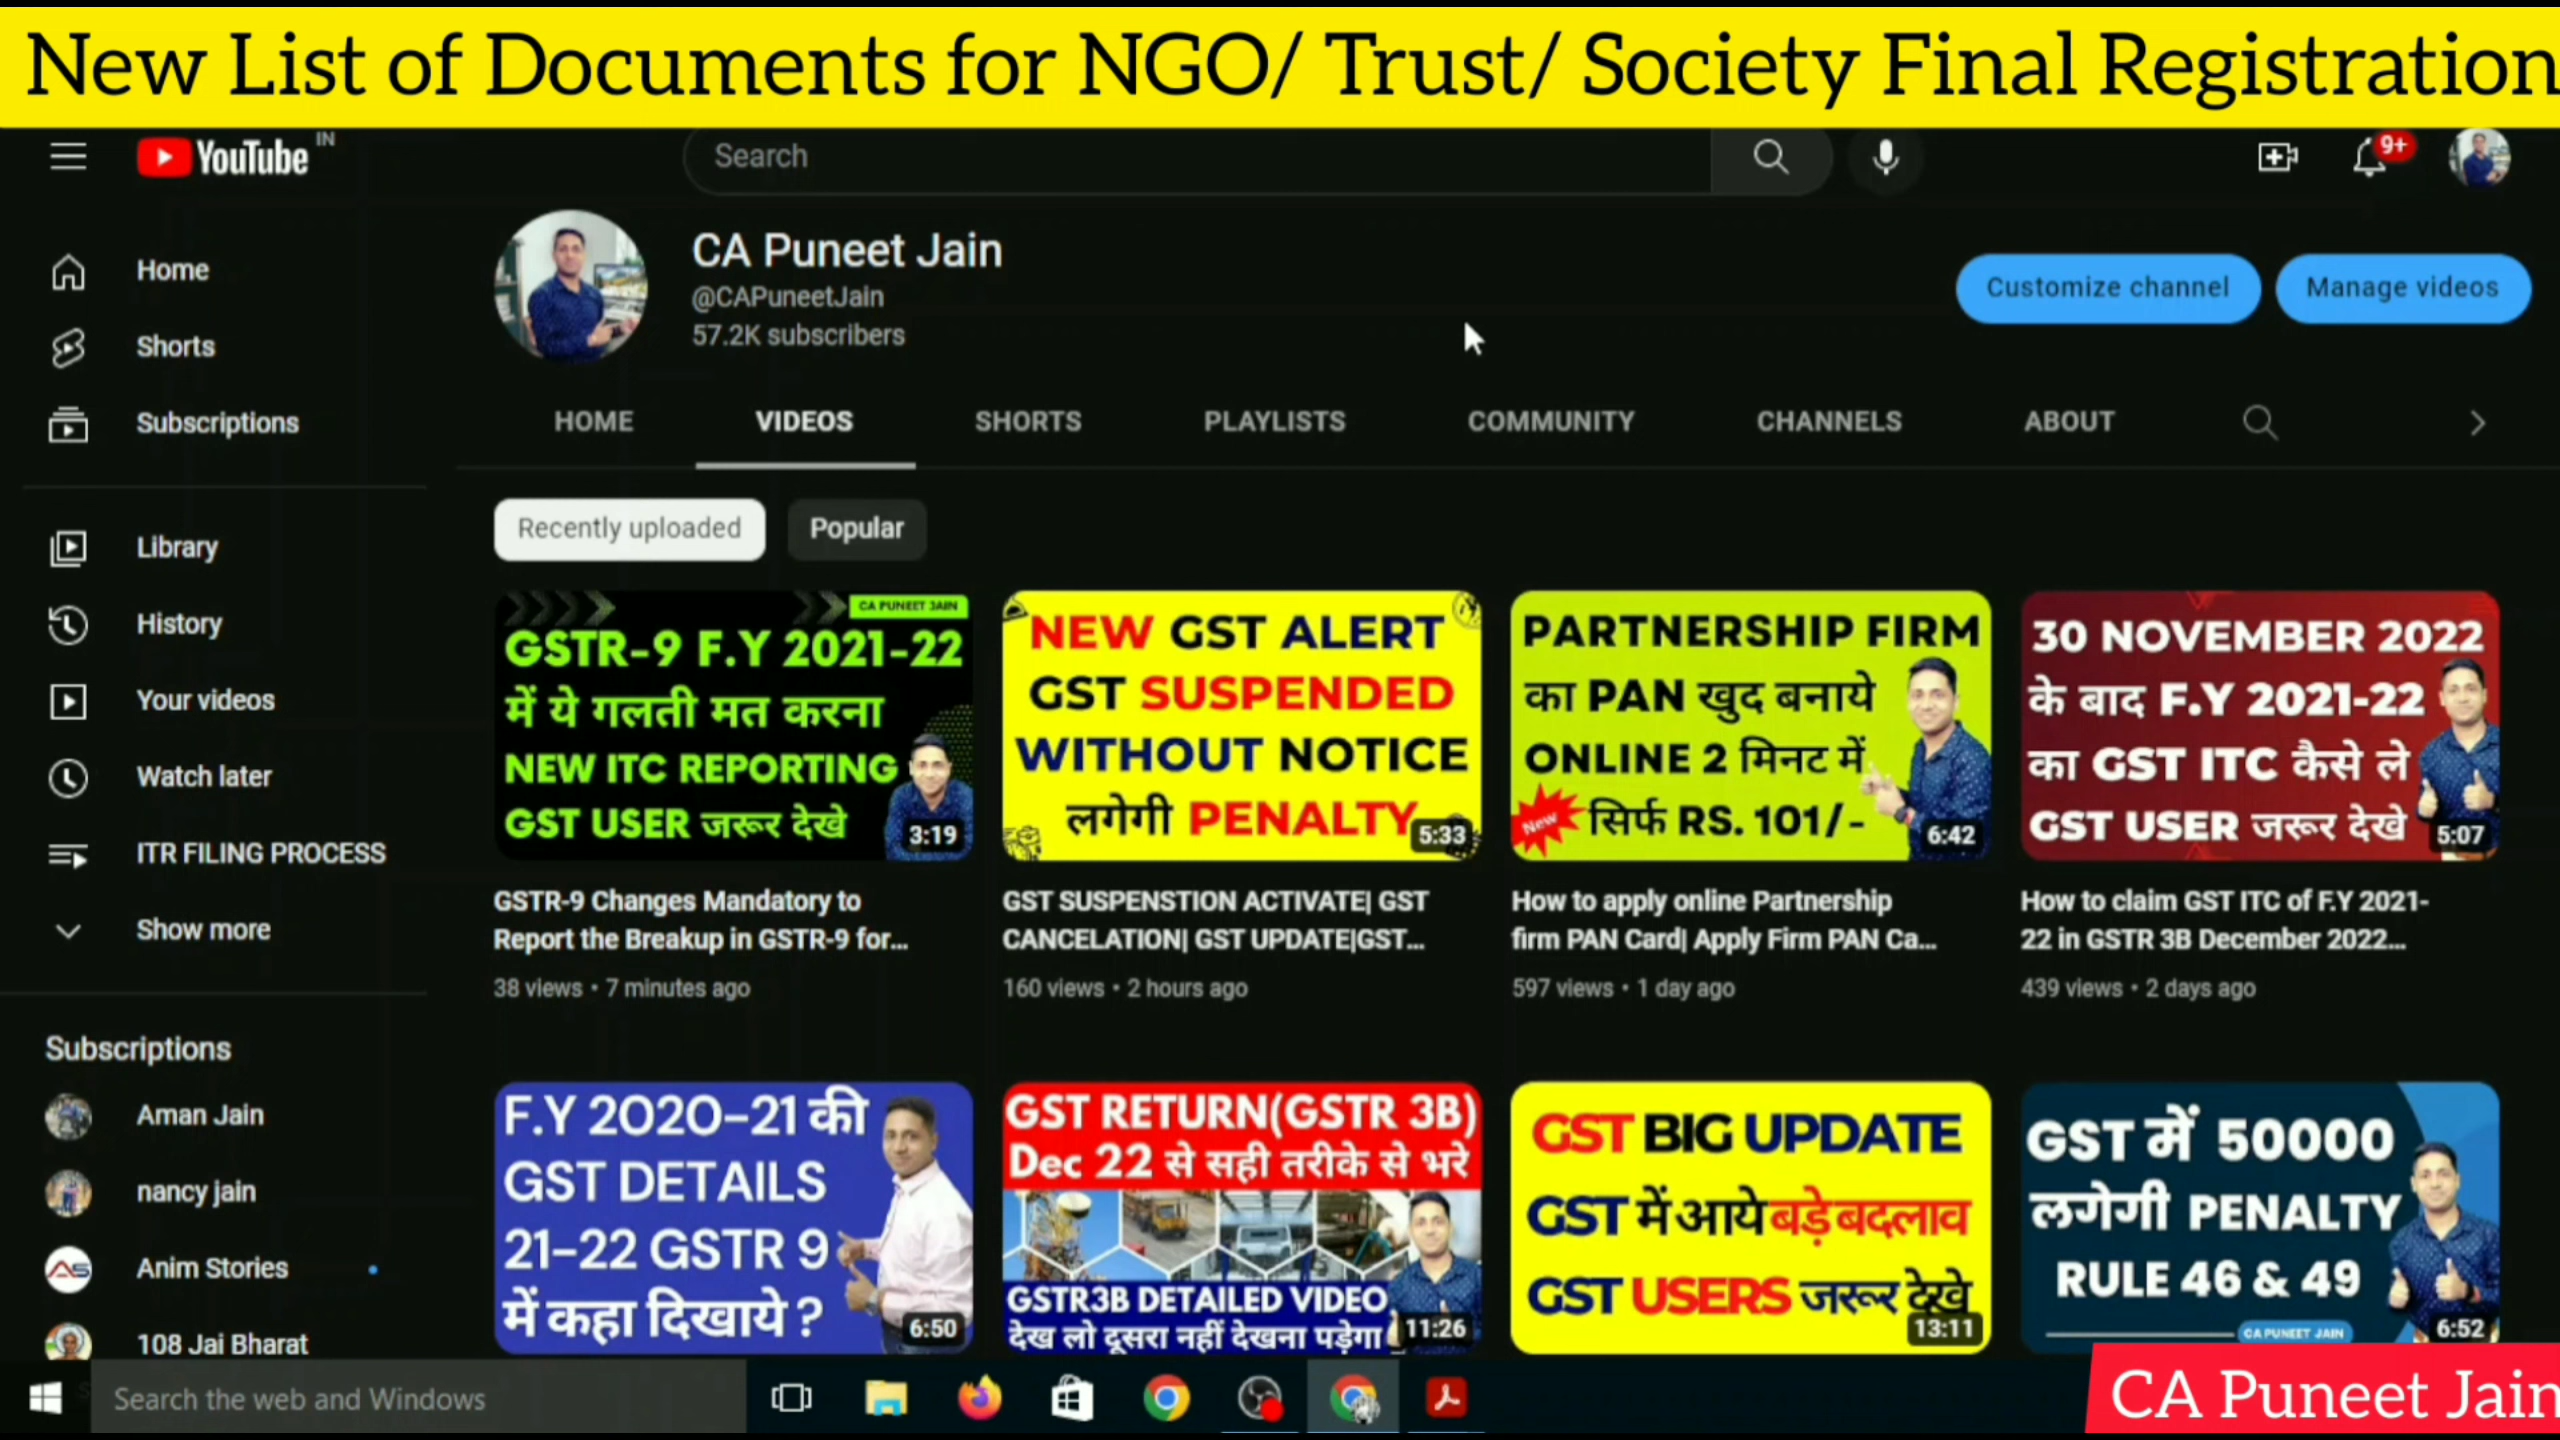 New List of Documents for NGO/ Trust/ Society Final Registration
YouTube IN
Search
9+
CA Puneet Jain
@CAPuneetJain
57.2K subscribers
Customize channel
Manage videos
Home
Shorts
Subscriptions
HOME
VIDEOS
SHORTS
PLAYLISTS
COMMUNITY
CHANNELS
ABOUT
Recently uploaded
Popular
Library
History
Your videos
Watch later
ITR FILING PROCESS
Show more
CA PUNEET JAIN
GSTR-9 F.Y 2021-22
में ये गलती मत करना
NEW ITC REPORTING
GST USER जरूर देखे
3:19
GSTR-9 Changes Mandatory to
Report the Breakup in GSTR-9 for...
38 views • 7 minutes ago
NEW GST ALERT
GST SUSPENDED
WITHOUT NOTICE
लगेगी PENALTY
5:33
GST SUSPENSTION ACTIVATE| GST
CANCELATION| GST UPDATE|GST...
160 views • 2 hours ago
PARTNERSHIP FIRM
का PAN खुद बनाये
ONLINE 2 मिनट में
New सिर्फ RS. 101/-
6:42
How to apply online Partnership
firm PAN Card| Apply Firm PAN Ca...
597 views • 1 day ago
30 NOVEMBER 2022
के बाद F.Y 2021-22
का GST ITC कैसे ले
GST USER जरूर देखे
5:07
How to claim GST ITC of F.Y 2021-
22 in GSTR 3B December 2022...
439 views • 2 days ago
Subscriptions
Aman Jain
nancy jain
Anim Stories
108 Jai Bharat
F.Y 2020-21 की
GST DETAILS
21-22 GSTR 9
में कहा दिखाये ?
6:50
GST RETURN(GSTR 3B)
Dec 22 से सही तरीके से भरे
GSTR3B DETAILED VIDEO
देख लो दूसरा नहीं देखना पड़ेगा
11:26
GST BIG UPDATE
GST में आये बड़े बदलाव
GST USERS जरूर देखे
13:11
GST में 50000
लगेगी PENALTY
RULE 46 & 49
CA PUNEET JAIN
6:52
Search the web and Windows
CA Puneet Jain